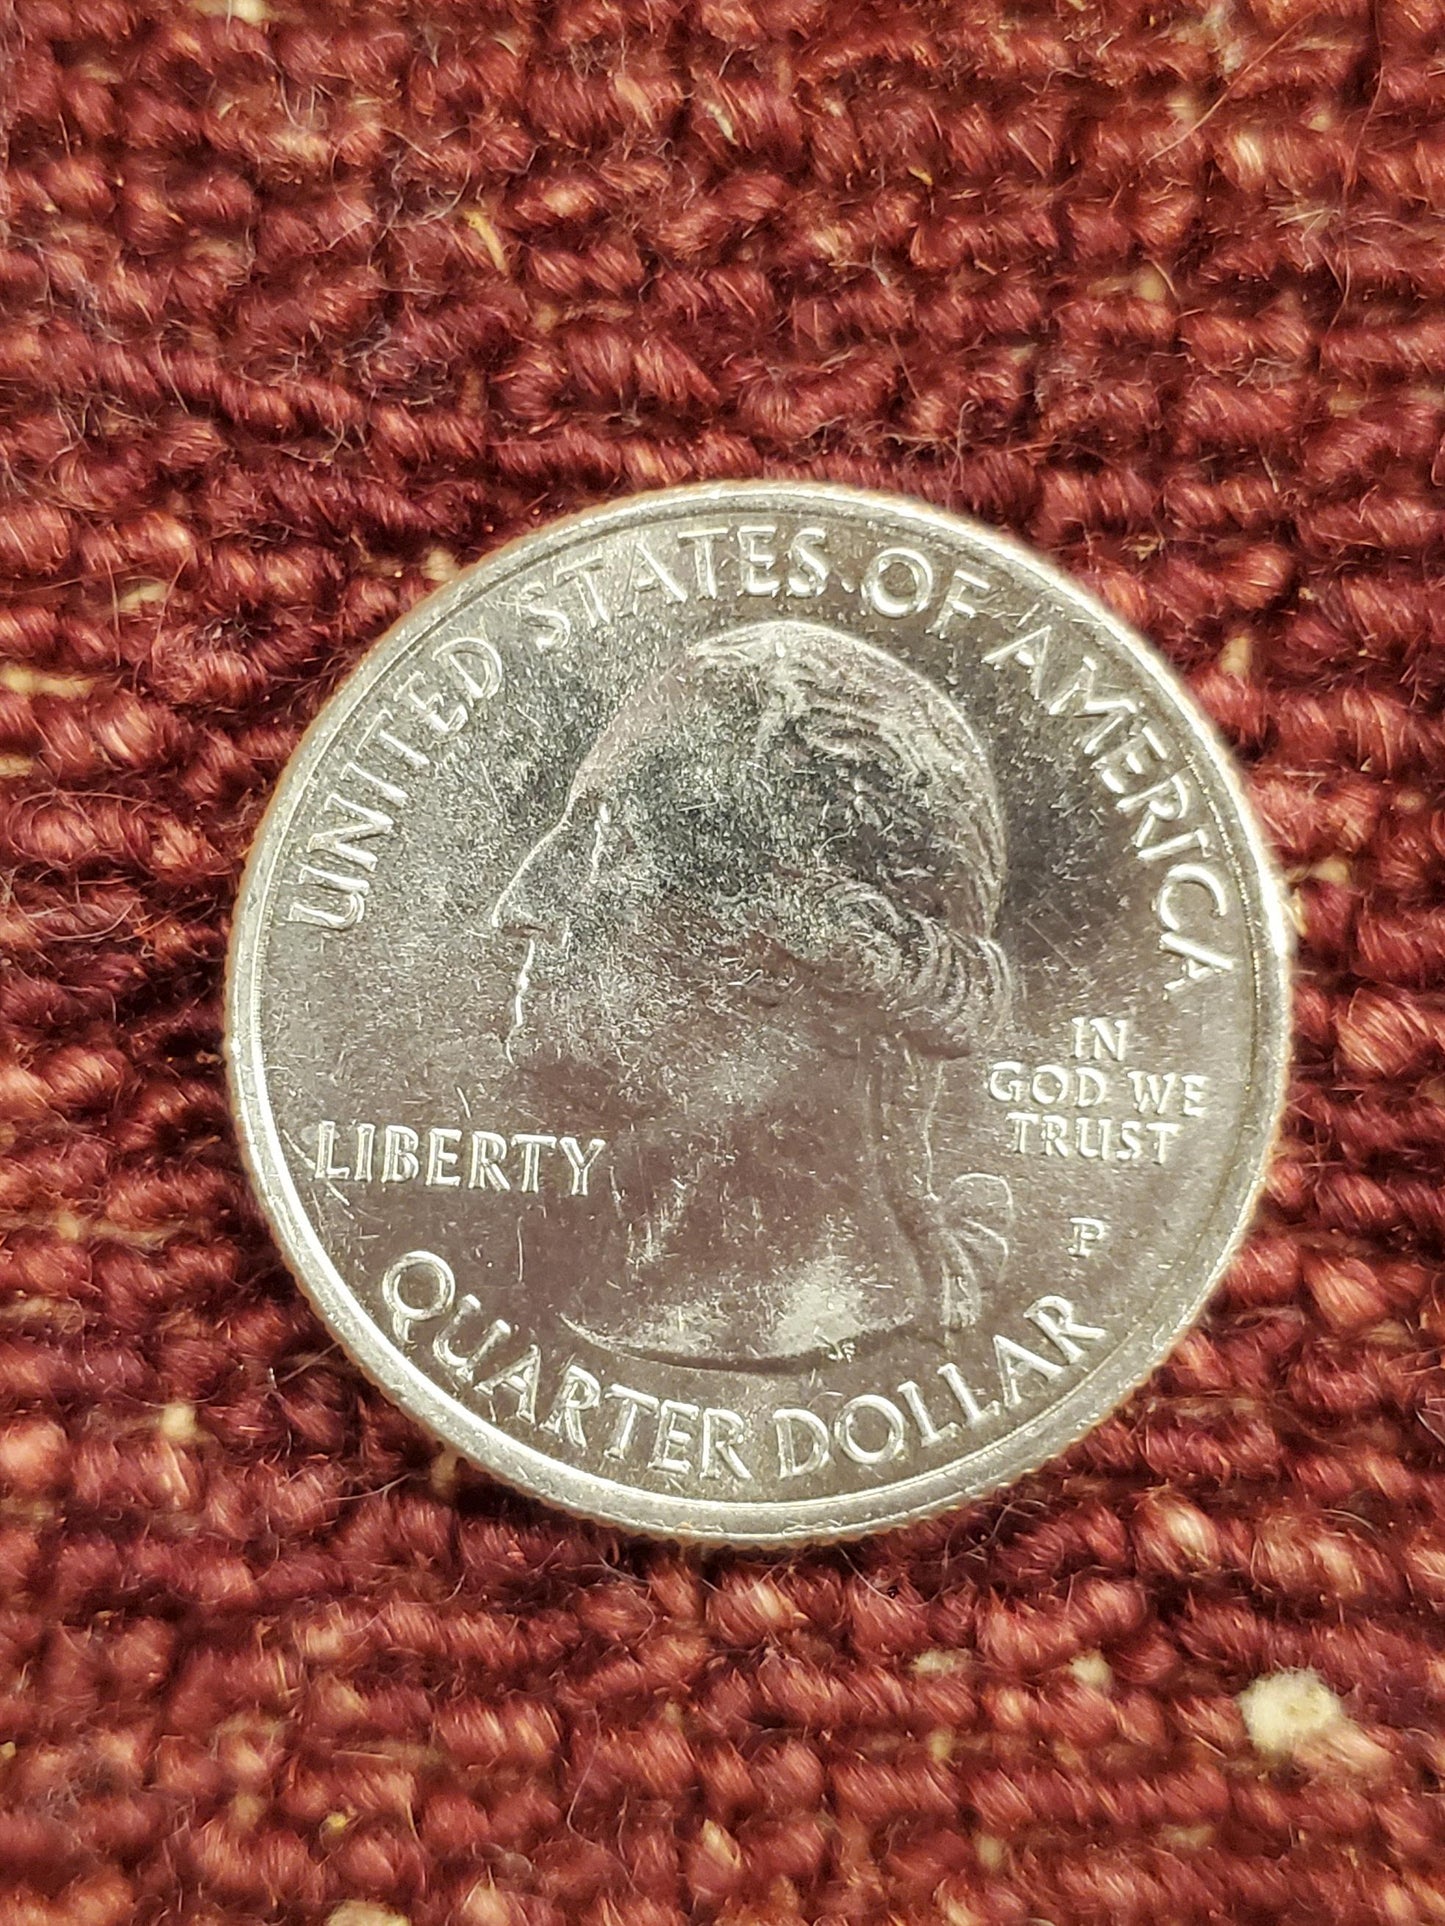 UNITED STATES OF AMERICA
LIBERTY
IN
GOD WE
TRUST
P
QUARTER DOLLAR